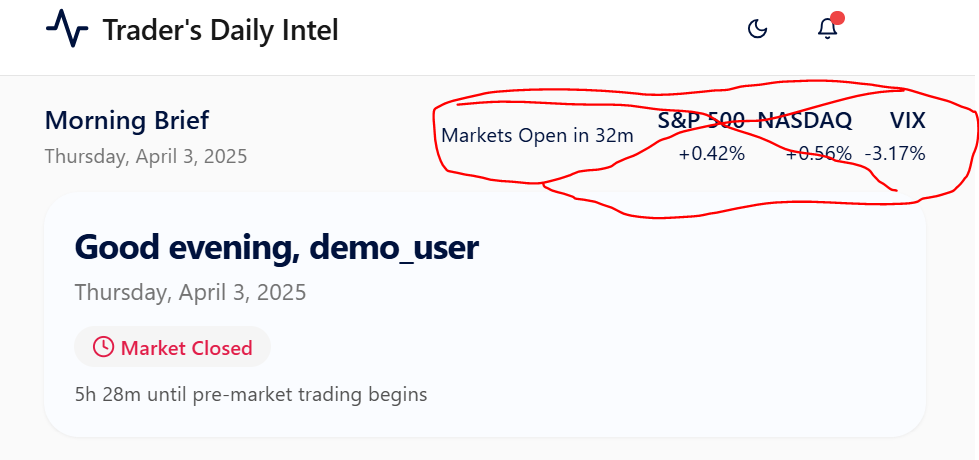 Trader's Daily Intel
Morning Brief
Thursday, April 3, 2025
Markets Open in 32m
S&P 500 NASDAQ VIX
+0.42% +0.56% -3.17%
Good evening, demo_user
Thursday, April 3, 2025
Market Closed
5h 28m until pre-market trading begins